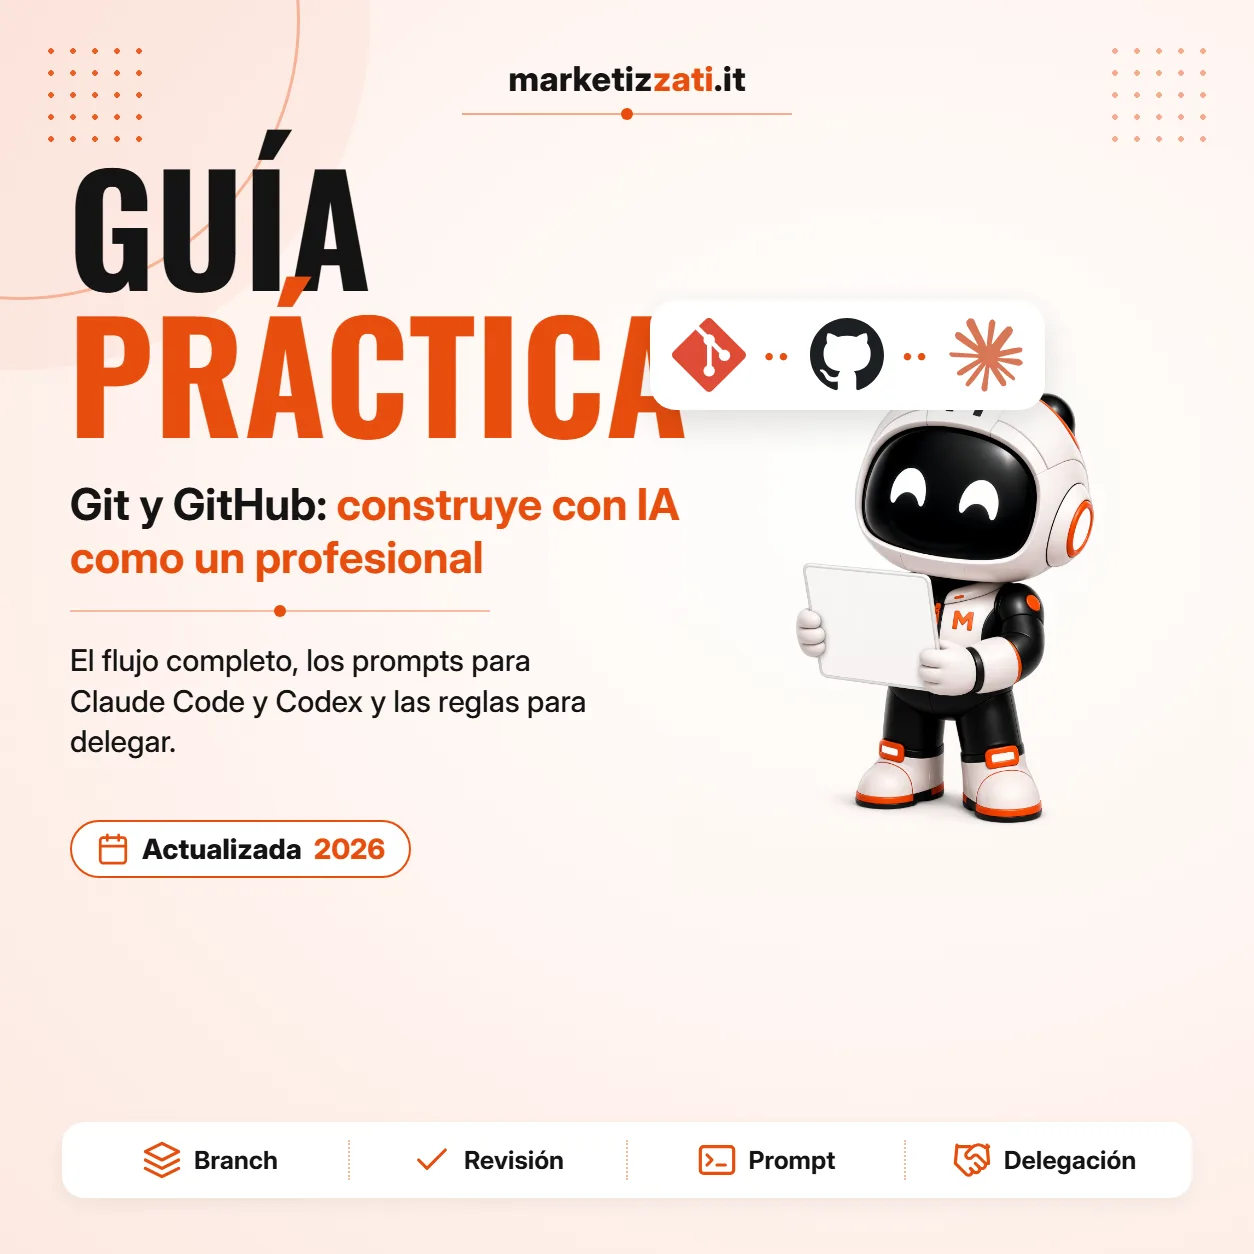 marketizzati.it
GUÍA
PRÁCTICA
Git y GitHub: construye con IA
como un profesional
El flujo completo, los prompts para
Claude Code y Codex y las reglas para
delegar.
M
Actualizada 2026
Branch
Revisión
Prompt
Delegación